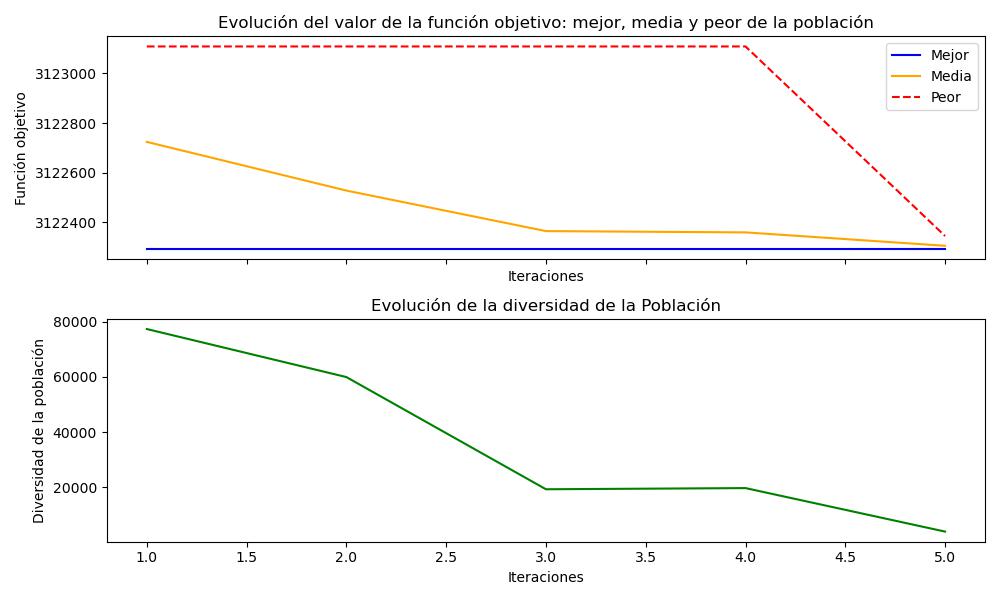 Evolución del valor de la función objetivo: mejor, media y peor de la población
Función objetivo
3123000
3122800
3122600
3122400
Mejor
Media
Peor
Iteraciones
Evolución de la diversidad de la Población
Diversidad de la población
80000
60000
40000
20000
1.0 1.5 2.0 2.5 3.0 3.5 4.0 4.5 5.0
Iteraciones